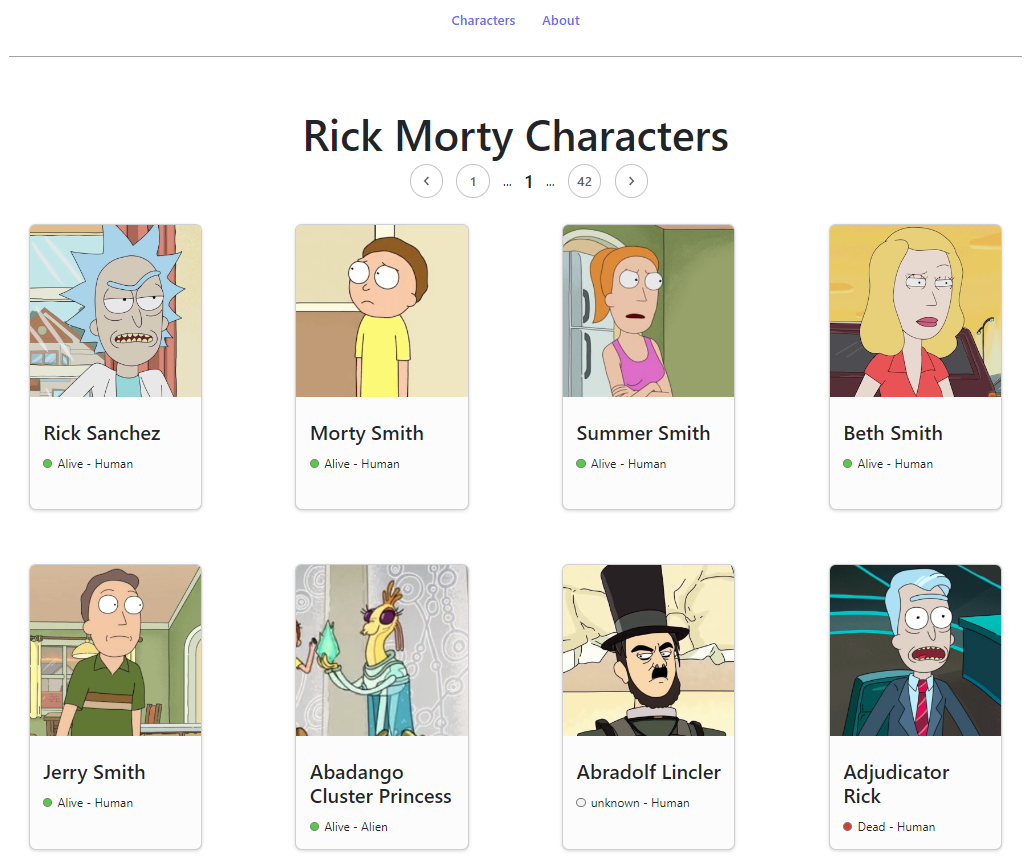 Characters About
Rick Morty Characters
1 ... 1 ... 42
Rick Sanchez
Alive - Human
Morty Smith
Alive - Human
Summer Smith
Alive - Human
Beth Smith
Alive - Human
Jerry Smith
Alive - Human
Abadango
Cluster Princess
Alive - Alien
Abradolf Lincler
unknown - Human
Adjudicator
Rick
Dead - Human